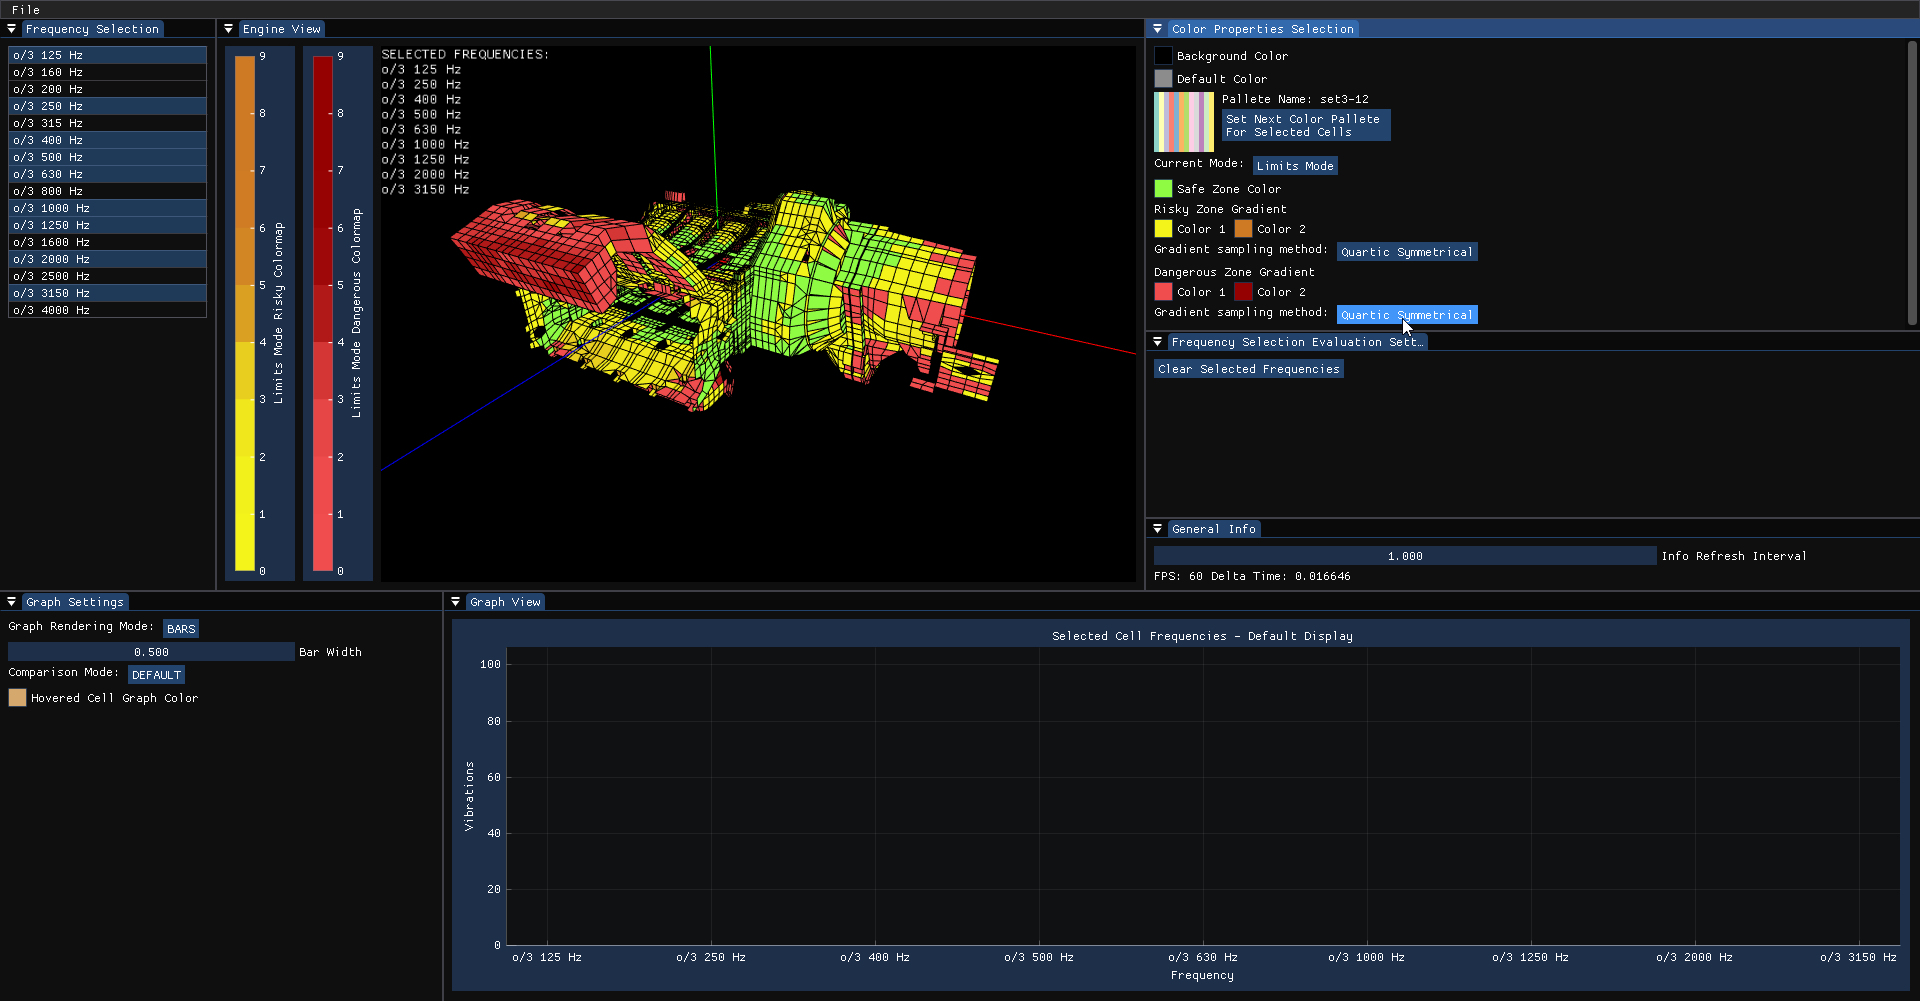 File
Frequency Selection
o/3 125 Hz
o/3 160 Hz
o/3 200 Hz
o/3 250 Hz
o/3 315 Hz
o/3 400 Hz
o/3 500 Hz
o/3 630 Hz
o/3 800 Hz
o/3 1000 Hz
o/3 1250 Hz
o/3 1600 Hz
o/3 2000 Hz
o/3 2500 Hz
o/3 3150 Hz
o/3 4000 Hz
Engine View
9
8
7
6
5
4
3
2
1
0
Limits Mode Risky Colormap
9
8
7
6
5
4
3
2
1
0
Limits Mode Dangerous Colormap
SELECTED FREQUENCIES:
o/3 125 Hz
o/3 250 Hz
o/3 400 Hz
o/3 500 Hz
o/3 630 Hz
o/3 1000 Hz
o/3 1250 Hz
o/3 2000 Hz
o/3 3150 Hz
Color Properties Selection
Background Color
Default Color
Pallete Name: set3-12
Set Next Color Pallete
For Selected Cells
Current Mode: Limits Mode
Safe Zone Color
Risky Zone Gradient
Color 1 Color 2
Gradient sampling method: Quartic Symmetrical
Dangerous Zone Gradient
Color 1 Color 2
Gradient sampling method: Quartic Symmetrical
Frequency Selection Evaluation Sett…
Clear Selected Frequencies
General Info
1.000 Info Refresh Interval
FPS: 60 Delta Time: 0.016646
Graph Settings
Graph Rendering Mode: BARS
0.500 Bar Width
Comparison Mode: DEFAULT
Hovered Cell Graph Color
Graph View
Selected Cell Frequencies - Default Display
100
80
60
40
20
0
Vibrations
o/3 125 Hz o/3 250 Hz o/3 400 Hz o/3 500 Hz o/3 630 Hz o/3 1000 Hz o/3 1250 Hz o/3 2000 Hz o/3 3150 Hz
Frequency